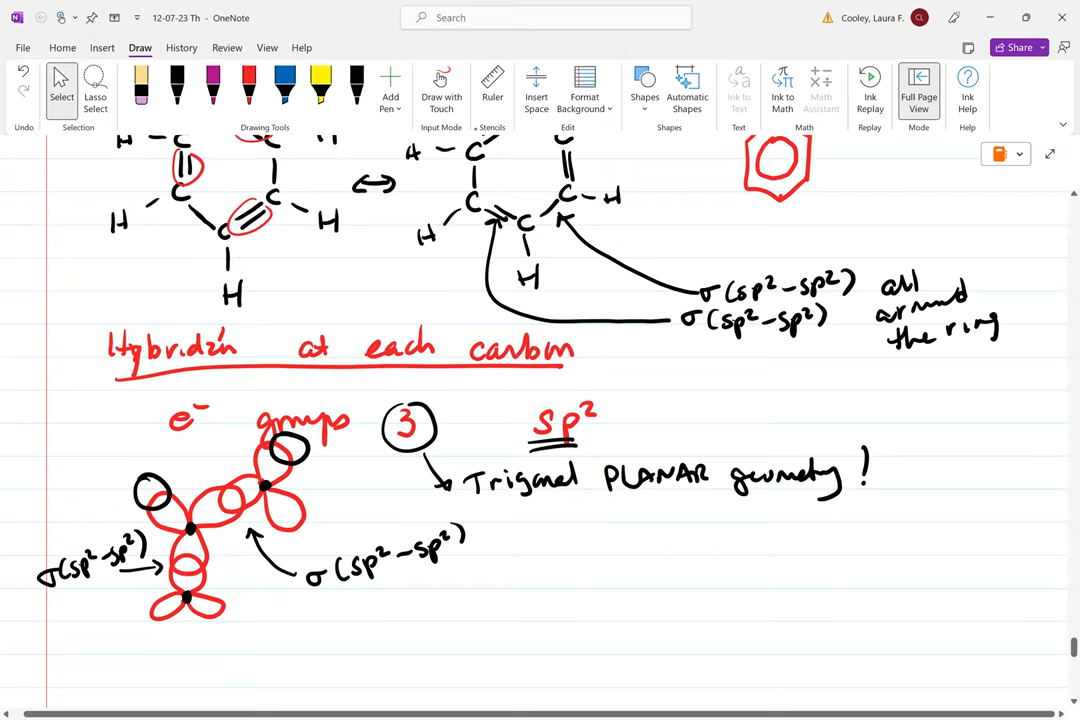 12-07-23 Th - OneNote
Search
Cooley, Laura F.
CL
File Home Insert Draw History Review View Help
Share
Select
Lasso Select
Add Pen
Draw with Touch
Ruler
Insert Space
Format Background
Shapes
Automatic Shapes
Ink to Text
Ink to Math
Math Assistant
Ink Replay
Full Page View
Ink Help
Undo
Selection
Drawing Tools
Input Mode
Stencils
Edit
Shapes
Text
Math
Replay
Mode
Help
H C C H H C C
C C C C H
H C H H C
H H
σ(sp²-sp²) all
σ(sp²-sp²) around
the ring
Hybridiz'n at each carbon
e⁻ groups 3 sp²
Trigonal PLANAR geometry!
σ(sp²-sp²)
σ(sp²-sp²)